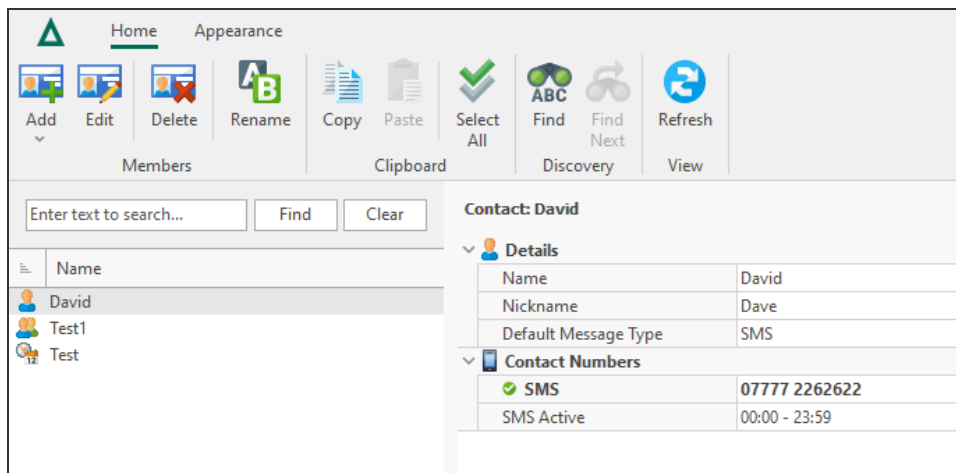 Home Appearance
Add Edit Delete Rename Copy Paste Select All Find Find Next Refresh
Members Clipboard Discovery View
Enter text to search... Find Clear
Name
David
Test1
Test
Contact: David
Details
Name David
Nickname Dave
Default Message Type SMS
Contact Numbers
SMS 07777 2262622
SMS Active 00:00 - 23:59